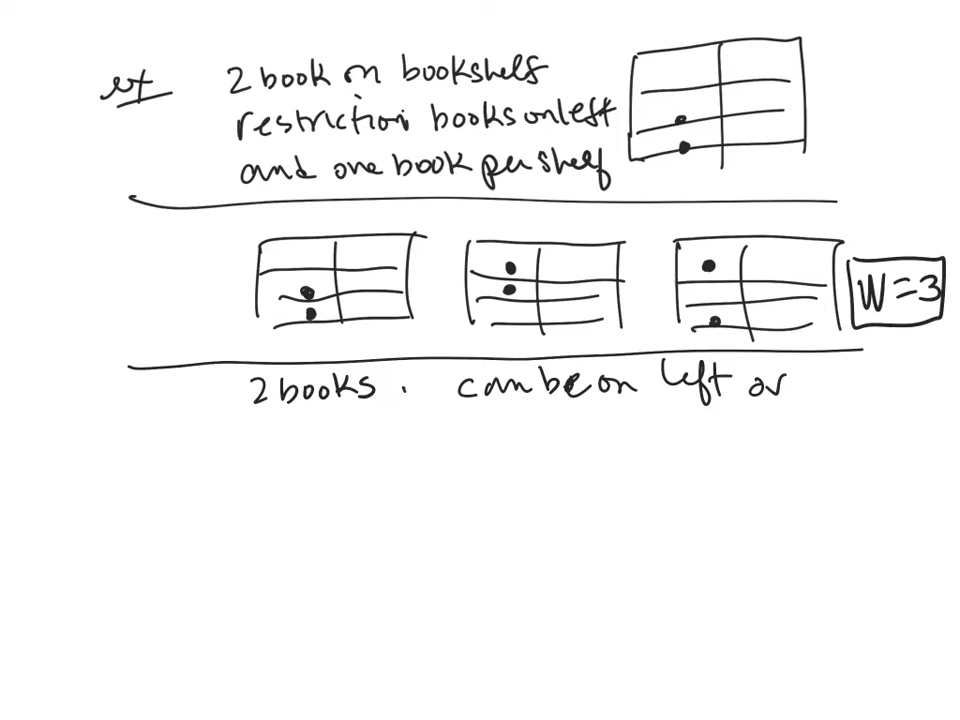 ex 2 book on bookshelf
restriction books on left
and one book per shelf
W = 3
2 books . can be on left or